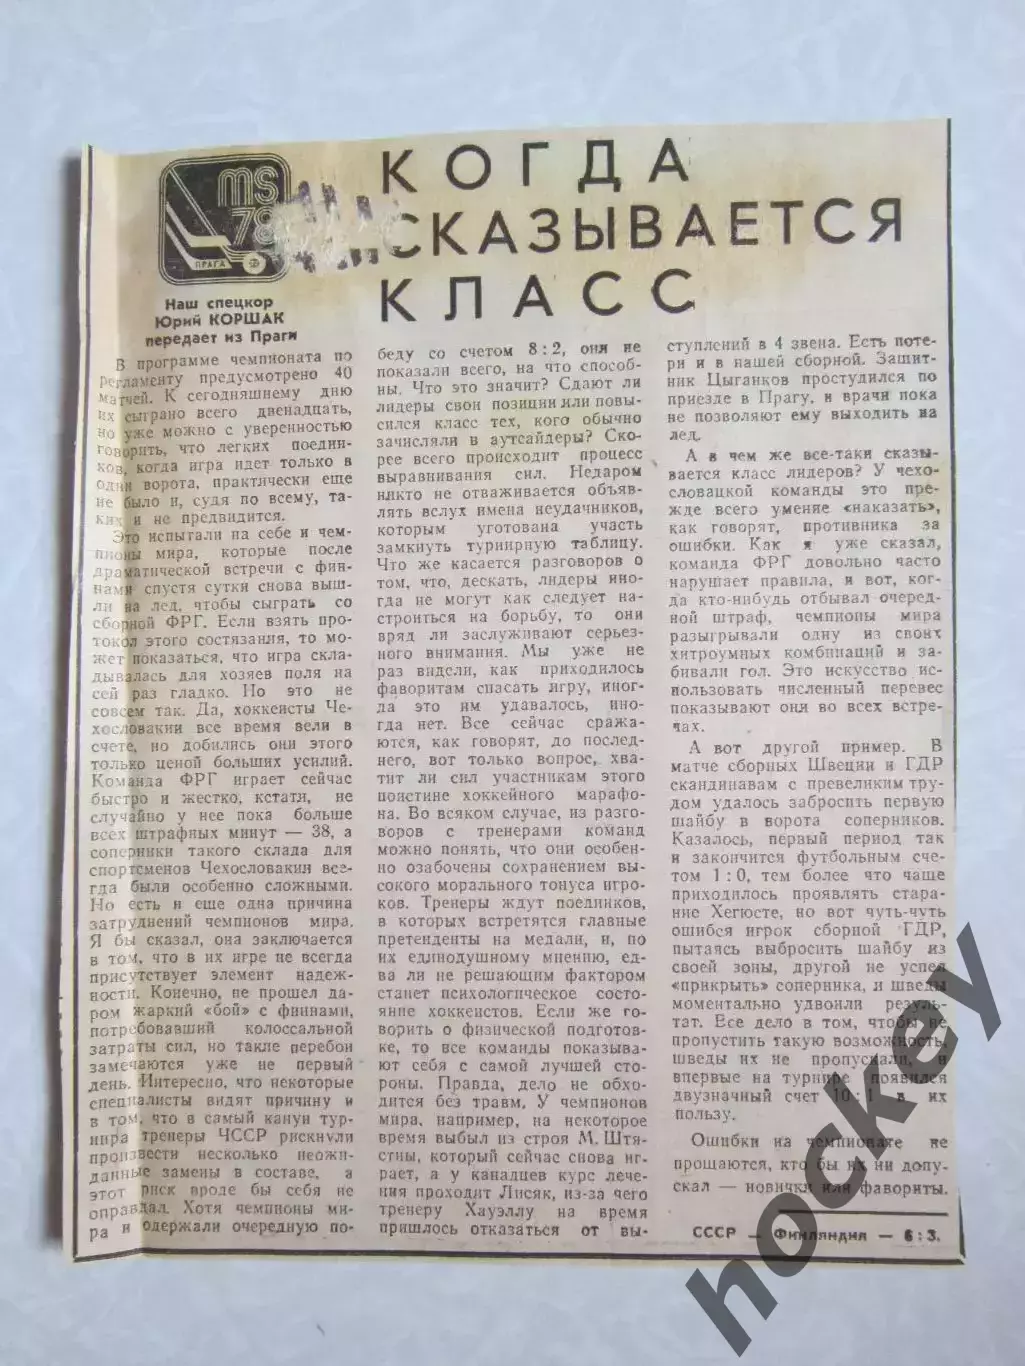 ms
78
ПРАГА
КОГДА
СКАЗЫВАЕТСЯ
КЛАСС
Наш спецкор
Юрий КОРШАК
передает из Праги
В программе чемпионата по
регламенту предусмотрено 40
матчей. К сегодняшнему дню
их сыграно всего двенадцать,
но уже можно с уверенностью
говорить, что легких поедин-
ков, когда игра идет только в
одни ворота, практически еще
не было и, судя по всему, та-
ких и не предвидится.
Это испытали на себе и чем-
пионы мира, которые после
драматической встречи с фин-
нами спустя сутки снова выш-
ли на лед, чтобы сыграть со
сборной ФРГ. Если взять про-
токол этого состязания, то мо-
жет показаться, что игра скла-
дывалась для хозяев поля на
сей раз гладко. Но это не
совсем так. Да, хоккеисты Че-
хословакии все время вели в
счете, но добились они этого
только ценой больших усилий.
Команда ФРГ играет сейчас
быстро и жестко, кстати, не
случайно у нее пока больше
всех штрафных минут — 38, а
соперники такого склада для
спортсменов Чехословакии все-
гда были особенно сложными.
Но есть и еще одна причина
затруднений чемпионов мира.
Я бы сказал, она заключается
в том, что в их игре не всегда
присутствует элемент надеж-
ности. Конечно, не прошел да-
ром жаркий «бой» с финнами,
потребовавший колоссальной
затраты сил, но такие перебои
замечаются уже не первый
день. Интересно, что некоторые
специалисты видят причину и
в том, что в самый канун тур-
нира тренеры ЧССР рискнули
произвести несколько неожи-
данные замены в составе, а
этот риск вроде бы себя не
оправдал. Хотя чемпионы ми-
ра и одержали очередную по-
беду со счетом 8:2, они не
показали всего, на что способ-
ны. Что это значит? Сдают ли
лидеры свои позиции или повы-
сился класс тех, кого обычно
зачисляли в аутсайдеры? Ско-
рее всего происходит процесс
выравнивания сил. Недаром
никто не отваживается объяв-
лять вслух имена неудачников,
которым уготована участь
замкнуть турнирную таблицу.
Что же касается разговоров о
том, что, дескать, лидеры ино-
гда не могут как следует на-
строиться на борьбу, то они
вряд ли заслуживают серьез-
ного внимания. Мы уже не
раз видели, как приходилось
фаворитам спасать игру, иног-
да это им удавалось, ино-
гда нет. Все сейчас сража-
ются, как говорят, до послед-
него, вот только вопрос, хва-
тит ли сил участникам этого
поистине хоккейного марафо-
на. Во всяком случае, из раз-
говоров с тренерами команд
можно понять, что они особен-
но озабочены сохранением вы-
сокого морального тонуса игро-
ков. Тренеры ждут поединков,
в которых встретятся главные
претенденты на медали, и, по
их единодушному мнению, ед-
ва ли не решающим фактором
станет психологическое состо-
яние хоккеистов. Если же го-
ворить о физической подготов-
ке, то все команды показыва-
ют себя с самой лучшей сто-
роны. Правда, дело не обхо-
дится без травм. У чемпионов
мира, например, на некоторое
время выбыл из строя М. Штя-
стны, который сейчас снова иг-
рает, а у канадцев курс лече-
ния проходит Лисяк, из-за чего
тренеру Хауэллу на время
пришлось отказаться от вы-
ступлений в 4 звена. Есть поте-
ри и в нашей сборной. Защит-
ник Цыганков простудился по
приезде в Прагу, и врачи пока
не позволяют ему выходить на
лед.
А в чем же все-таки сказы-
вается класс лидеров? У чехо-
словацкой команды это пре-
жде всего умение «наказать»,
как говорят, противника за
ошибки. Как я уже сказал,
команда ФРГ довольно часто
нарушает правила, и вот, ког-
да кто-нибудь отбывал очеред-
ной штраф, чемпионы мира
разыгрывали одну из своих
хитроумных комбинаций и за-
бивали гол. Это искусство ис-
пользовать численный перевес
показывают они во всех встре-
чах.
А вот другой пример. В
матче сборных Швеции и ГДР
скандинавам с превеликим тру-
дом удалось забросить первую
шайбу в ворота соперников.
Казалось, первый период так
и закончится футбольным сче-
том 1:0, тем более что чаще
приходилось проявлять стара-
ние Хегюсте, но вот чуть-чуть
ошибся игрок сборной ГДР,
пытаясь выбросить шайбу из
своей зоны, другой не успел
«прикрыть» соперника, и шведы
моментально удвоили резуль-
тат. Все дело в том, чтобы не
пропустить такую возможность,
шведы их не пропускали, и
впервые на турнире появился
двузначный счет 10:1 в их
пользу.
Ошибки на чемпионате не
прощаются, кто бы их ни допу-
скал — новички или фавориты.
СССР — Финляндия — 6:3.
hockey